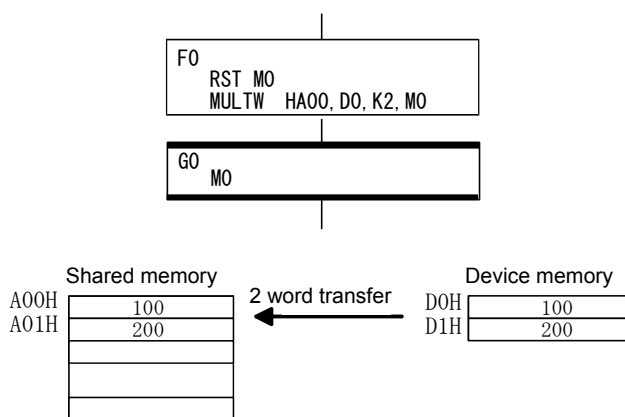 F0
RST M0
MULTW HA00, D0, K2, M0
G0
M0
Shared memory
2 word transfer
Device memory
A00H 100
A01H 200
D0H 100
D1H 200